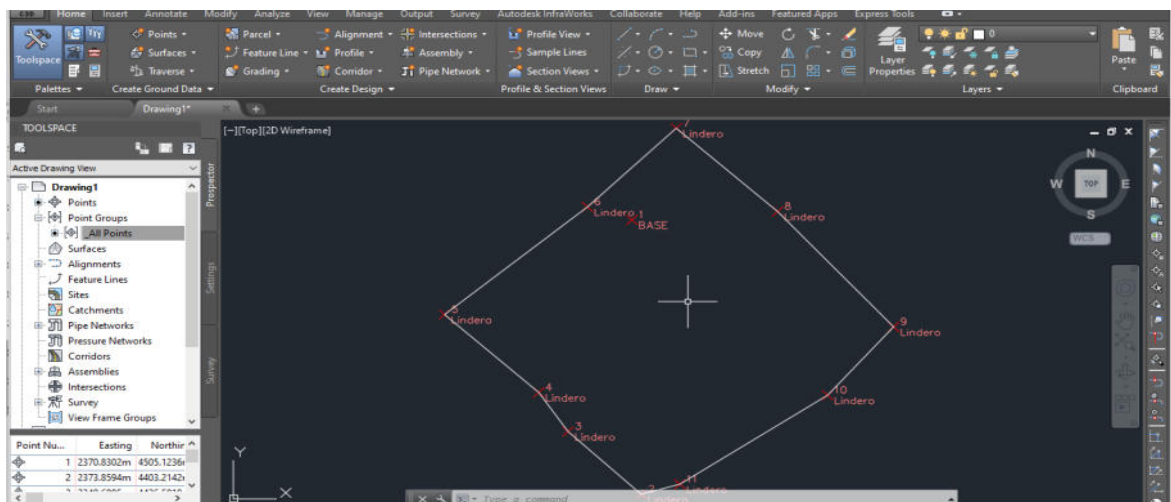 Home Insert Annotate Modify Analyze View Manage Output Survey Autodesk InfraWorks Collaborate Help Add-ins Featured Apps Express Tools
Toolspace
Points
Surfaces
Traverse
Parcel
Feature Line
Grading
Alignment
Profile
Corridor
Intersections
Assembly
Pipe Network
Profile View
Sample Lines
Section Views
Move
Copy
Stretch
Layer
Properties
0
Paste
Palettes Create Ground Data Create Design Profile & Section Views Draw Modify Layers Clipboard
Start Drawing1*
TOOLSPACE
Active Drawing View
Drawing1
Points
Point Groups
_All Points
Surfaces
Alignments
Feature Lines
Sites
Catchments
Pipe Networks
Pressure Networks
Corridors
Assemblies
Intersections
Survey
View Frame Groups
Prospector
Settings
Survey
Point Nu... Easting
1 2370.8302m 4505.1236
2 2373.8594m 4403.2142
[-][Top][2D Wireframe]
7
Lindero
6
Lindero
1
BASE
8
Lindero
5
Lindero
9
Lindero
4
Lindero
10
Lindero
3
Lindero
11
Lindero
2
Lindero
N
W TOP E
S
WCS
Y
X
Type a command